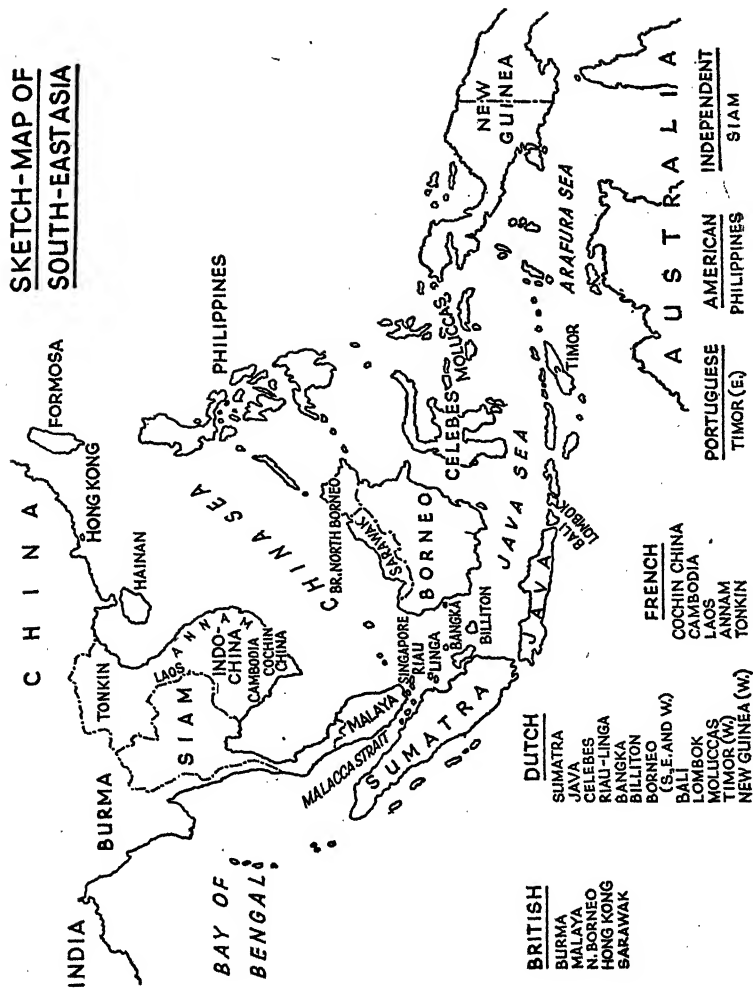 SKETCH-MAP OF
SOUTH-EAST ASIA
CHINA
FORMOSA
HONG KONG
HAINAN
INDIA
BURMA
TONKIN
LAOS
ANNAM
SIAM
INDO-
CHINA
CAMBODIA
COCHIN
CHINA
BAY OF
BENGAL
CHINA SEA
PHILIPPINES
MALAYA
MALACCA STRAIT
SINGAPORE
RIAU
LINGA
BANGKA
BILLITON
SUMATRA
BR. NORTH BORNEO
SARAWAK
BORNEO
CELEBES
MOLUCCAS
NEW
GUINEA
JAVA SEA
JAVA
BALI
LOMBOK
TIMOR
ARAFURA SEA
AUSTRALIA
BRITISH
BURMA
MALAYA
N. BORNEO
HONG KONG
SARAWAK
DUTCH
SUMATRA
JAVA
CELEBES
RIAU-LINGA
BANGKA
BILLITON
BORNEO
(S., E. AND W.)
BALI
LOMBOK
MOLUCCAS
TIMOR (W.)
NEW GUINEA (W.)
FRENCH
COCHIN CHINA
CAMBODIA
LAOS
ANNAM
TONKIN
PORTUGUESE
TIMOR (E.)
AMERICAN
PHILIPPINES
INDEPENDENT
SIAM